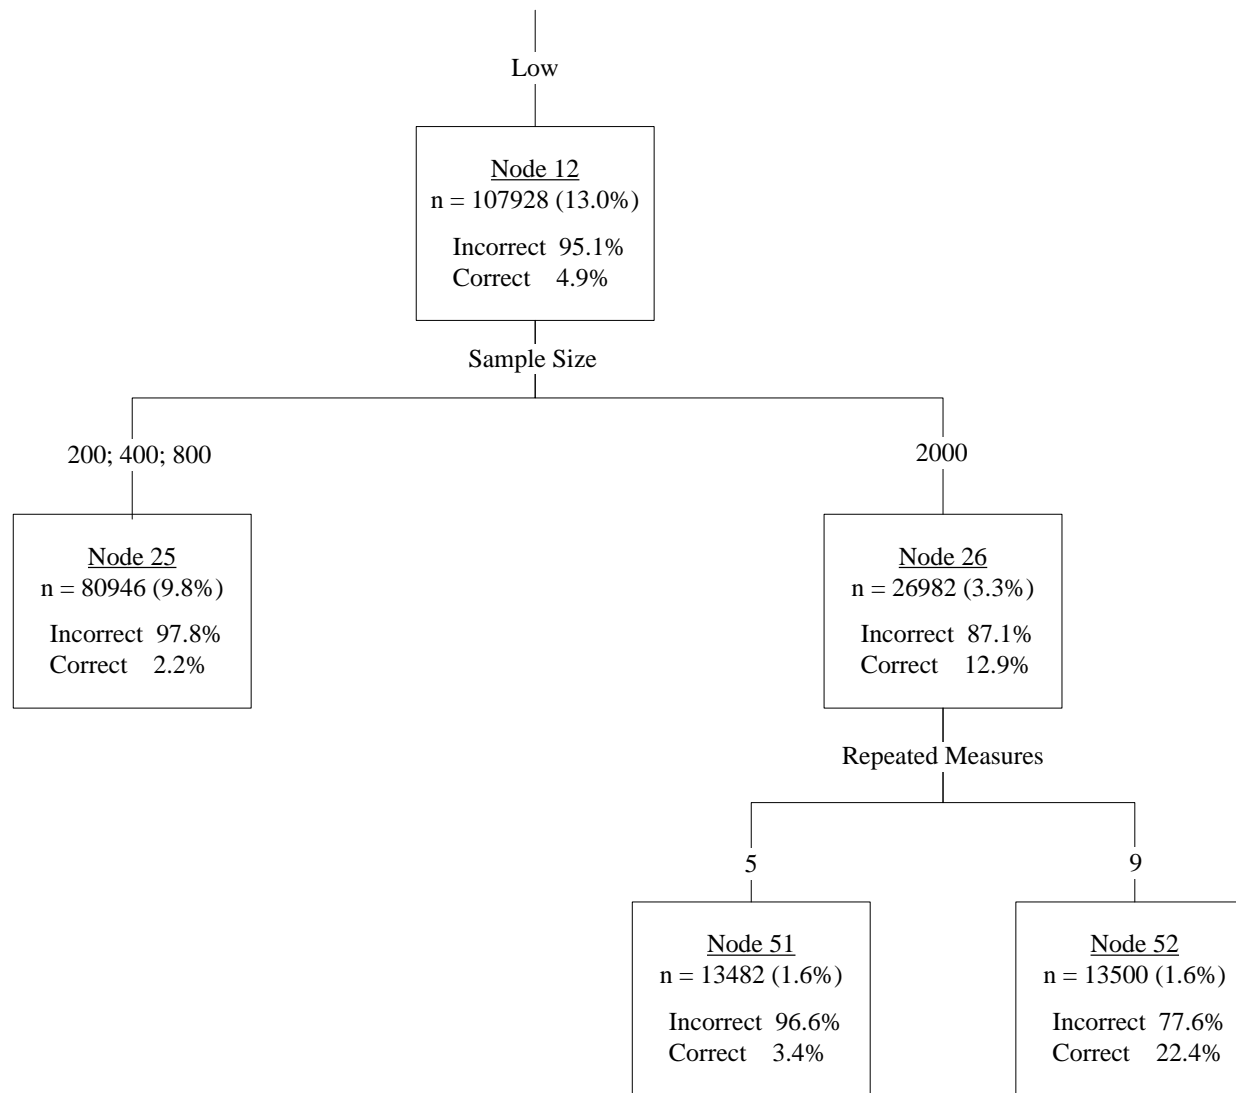 Low
Node 12
n = 107928 (13.0%)
Incorrect 95.1%
Correct 4.9%
Sample Size
200; 400; 800
2000
Node 25
n = 80946 (9.8%)
Incorrect 97.8%
Correct 2.2%
Node 26
n = 26982 (3.3%)
Incorrect 87.1%
Correct 12.9%
Repeated Measures
5
9
Node 51
n = 13482 (1.6%)
Incorrect 96.6%
Correct 3.4%
Node 52
n = 13500 (1.6%)
Incorrect 77.6%
Correct 22.4%